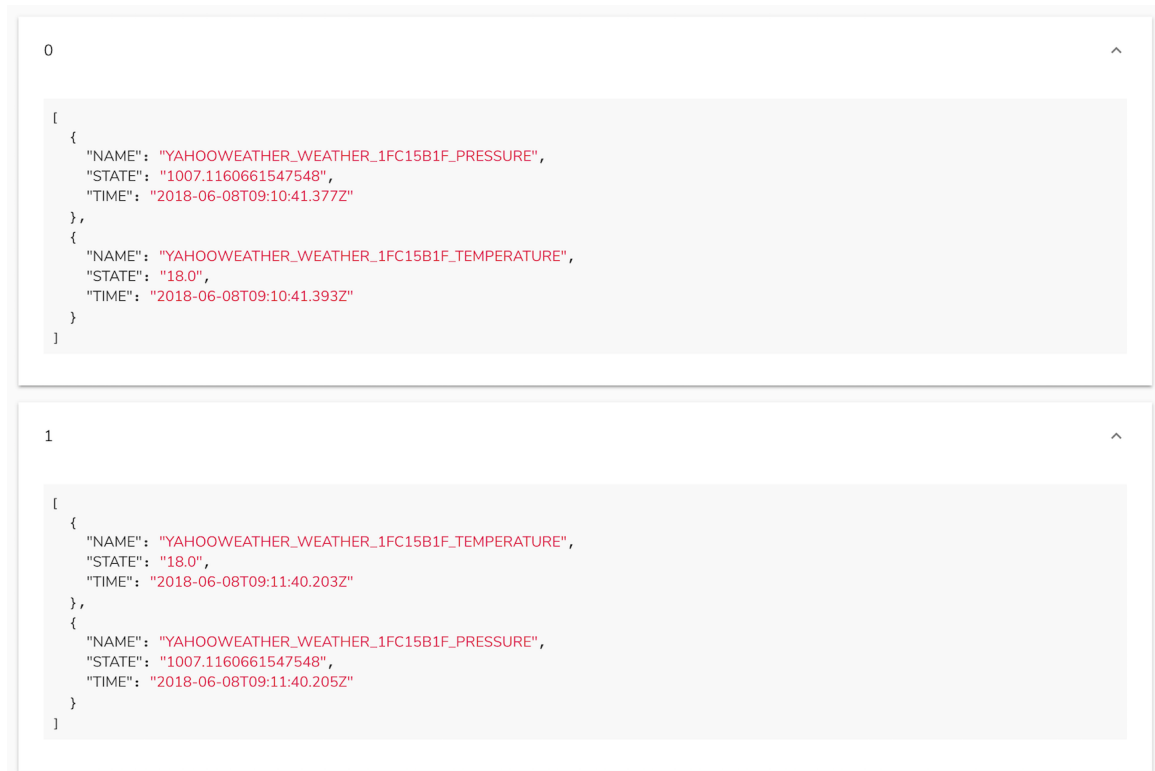 0
[
  {
    "NAME": "YAHOOWEATHER_WEATHER_1FC15B1F_PRESSURE",
    "STATE": "1007.1160661547548",
    "TIME": "2018-06-08T09:10:41.377Z"
  },
  {
    "NAME": "YAHOOWEATHER_WEATHER_1FC15B1F_TEMPERATURE",
    "STATE": "18.0",
    "TIME": "2018-06-08T09:10:41.393Z"
  }
]
1
[
  {
    "NAME": "YAHOOWEATHER_WEATHER_1FC15B1F_TEMPERATURE",
    "STATE": "18.0",
    "TIME": "2018-06-08T09:11:40.203Z"
  },
  {
    "NAME": "YAHOOWEATHER_WEATHER_1FC15B1F_PRESSURE",
    "STATE": "1007.1160661547548",
    "TIME": "2018-06-08T09:11:40.205Z"
  }
]